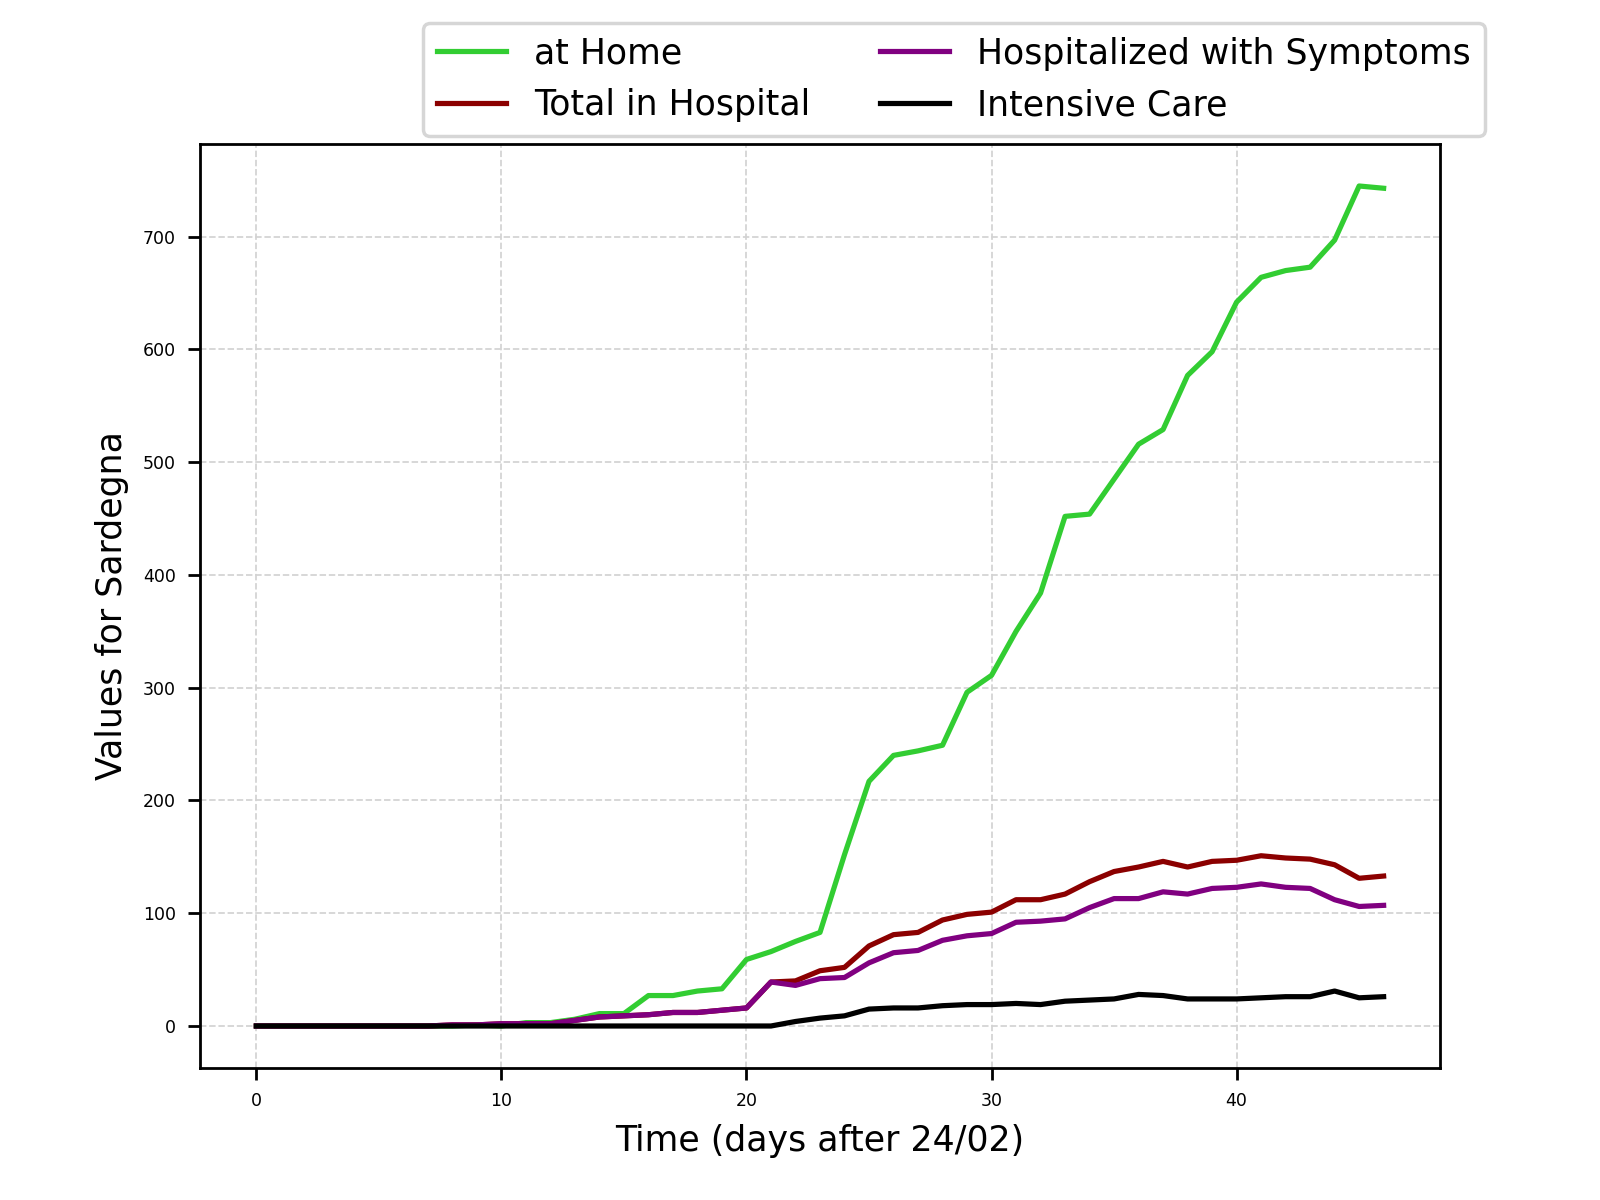 at Home
Total in Hospital
Hospitalized with Symptoms
Intensive Care
Values for Sardegna
700
600
500
400
300
200
100
0
0 10 20 30 40
Time (days after 24/02)